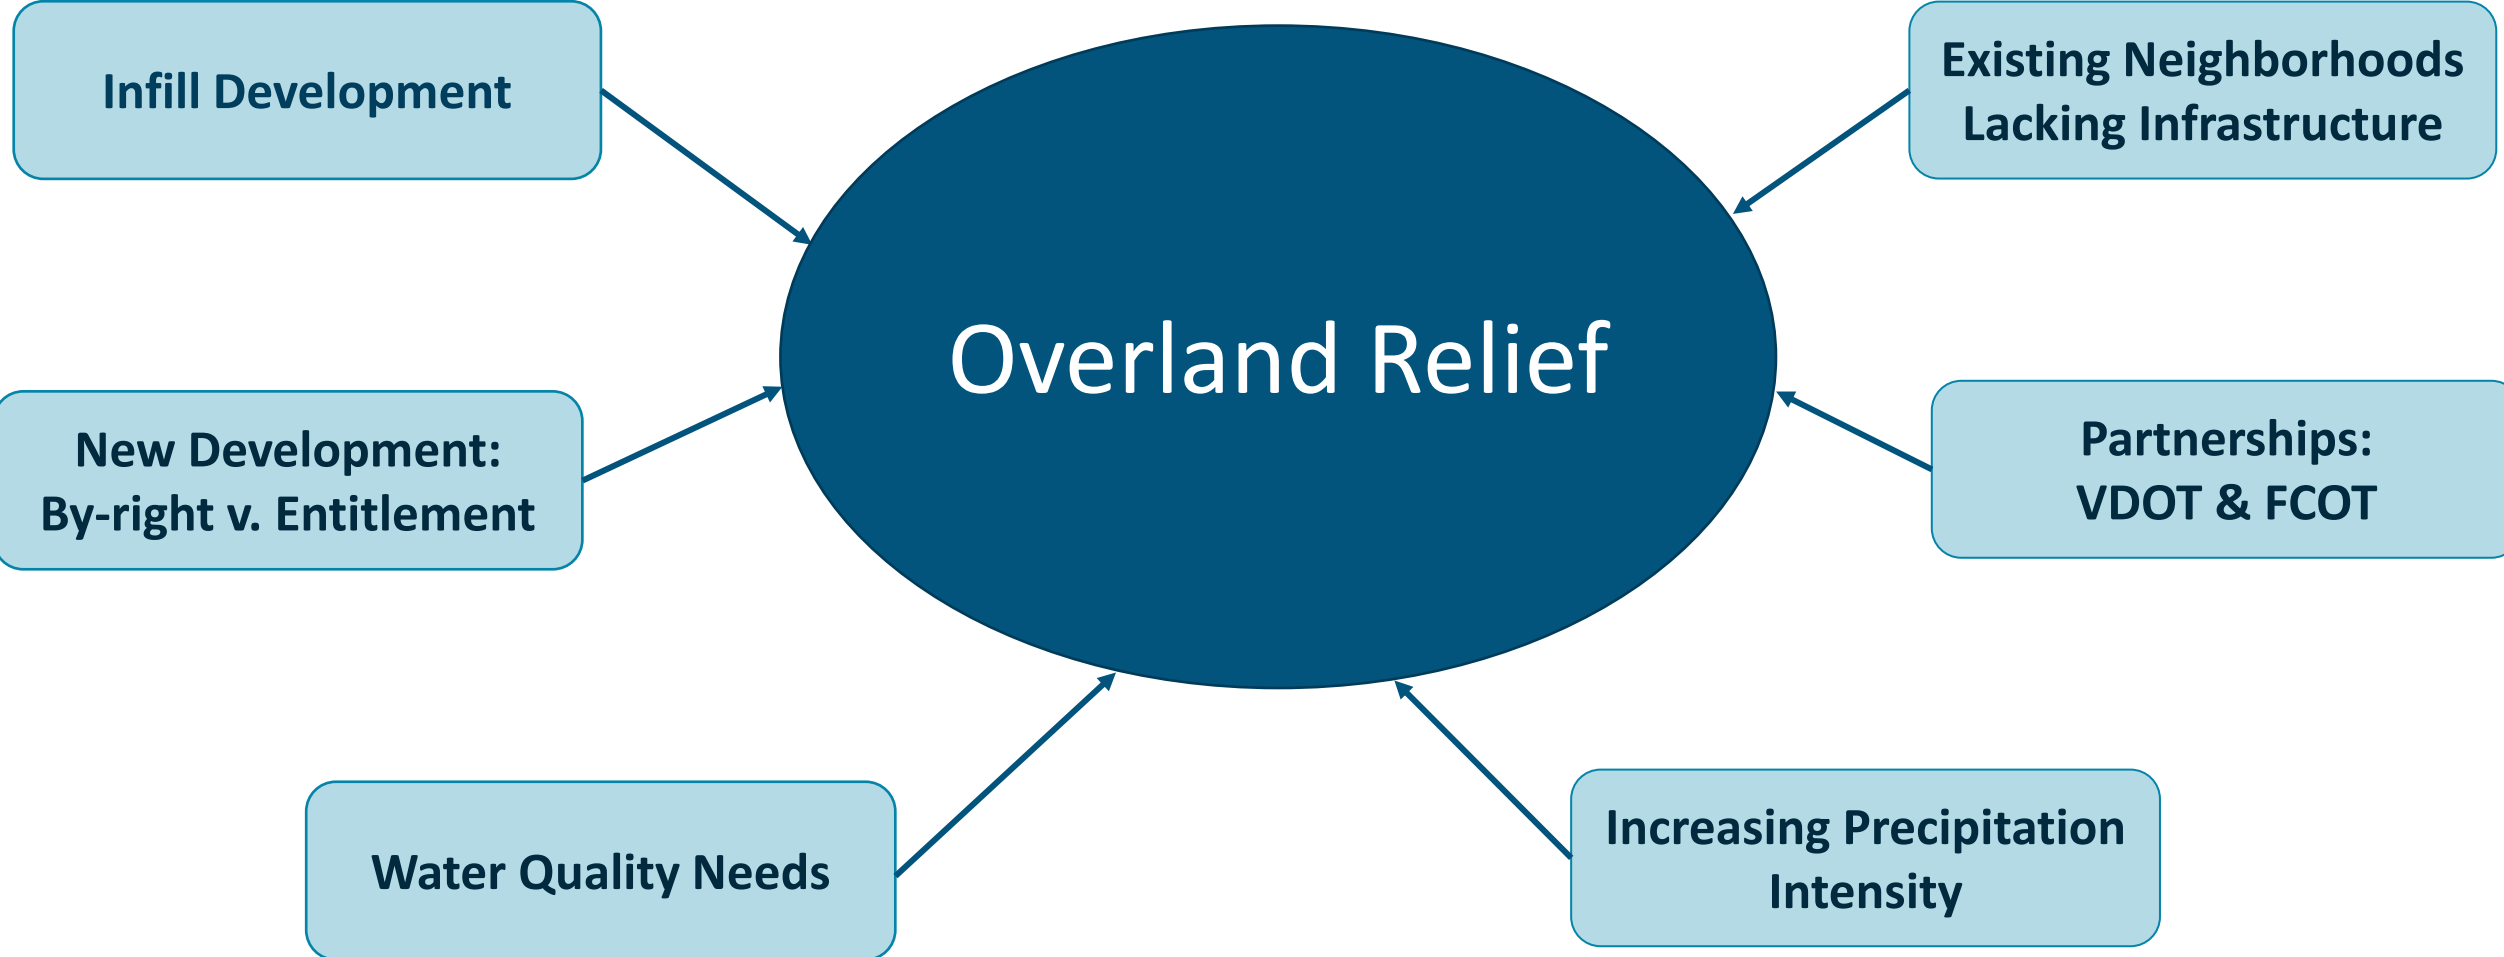 Infill Development
Existing Neighborhoods
Lacking Infrastructure
Overland Relief
New Development:
By-right v. Entitlement
Partnerships:
VDOT & FCOT
Water Quality Needs
Increasing Precipitation
Intensity